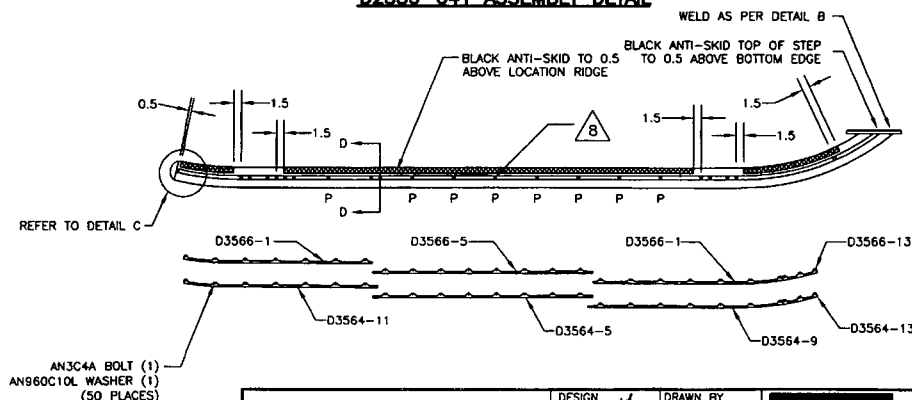 D2600-041 ASSEMBLY DETAIL
WELD AS PER DETAIL B
BLACK ANTI-SKID TO 0.5
ABOVE LOCATION RIDGE
BLACK ANTI-SKID TOP OF STEP
TO 0.5 ABOVE BOTTOM EDGE
0.5
1.5
1.5
D
8
1.5
1.5
1.5
D
P P P P P P P P
REFER TO DETAIL C
D3566-1
D3566-5
D3566-1
D3566-13
D3564-11
D3564-5
D3564-9
D3564-13
AN3C4A BOLT (1)
AN960C10L WASHER (1)
(50 PLACES)
DESIGN
DRAWN BY